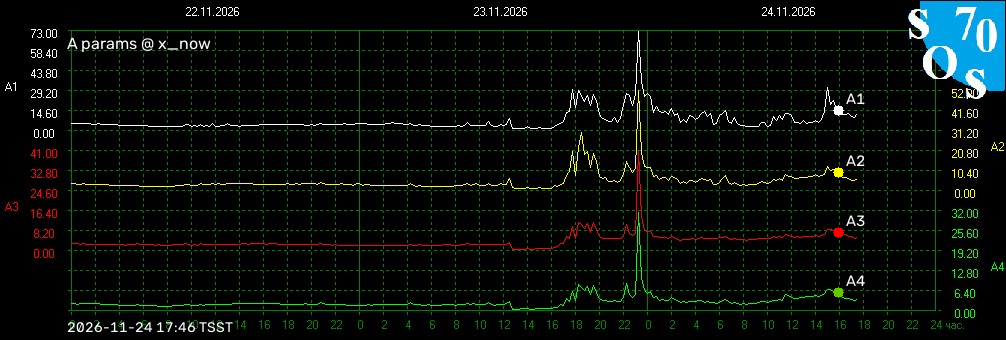 22.11.2026 23.11.2026 24.11.2026
S 70 O S
A params @ x_now
73.00
58.40
43.80
A1 29.20
14.60
0.00
41.00
32.80
24.60
A3 16.40
8.20
0.00
A1
A2
A3
A4
52.00
41.60
31.20
A2
20.80
10.40
0.00
32.00
25.60
19.20
A4
12.80
6.40
0.00
2026-11-24 17:46 TSST
14 16 18 20 22 0 2 4 6 8 10 12 14 16 18 20 22 0 2 4 6 8 10 12 14 16 18 20 22 24 час.